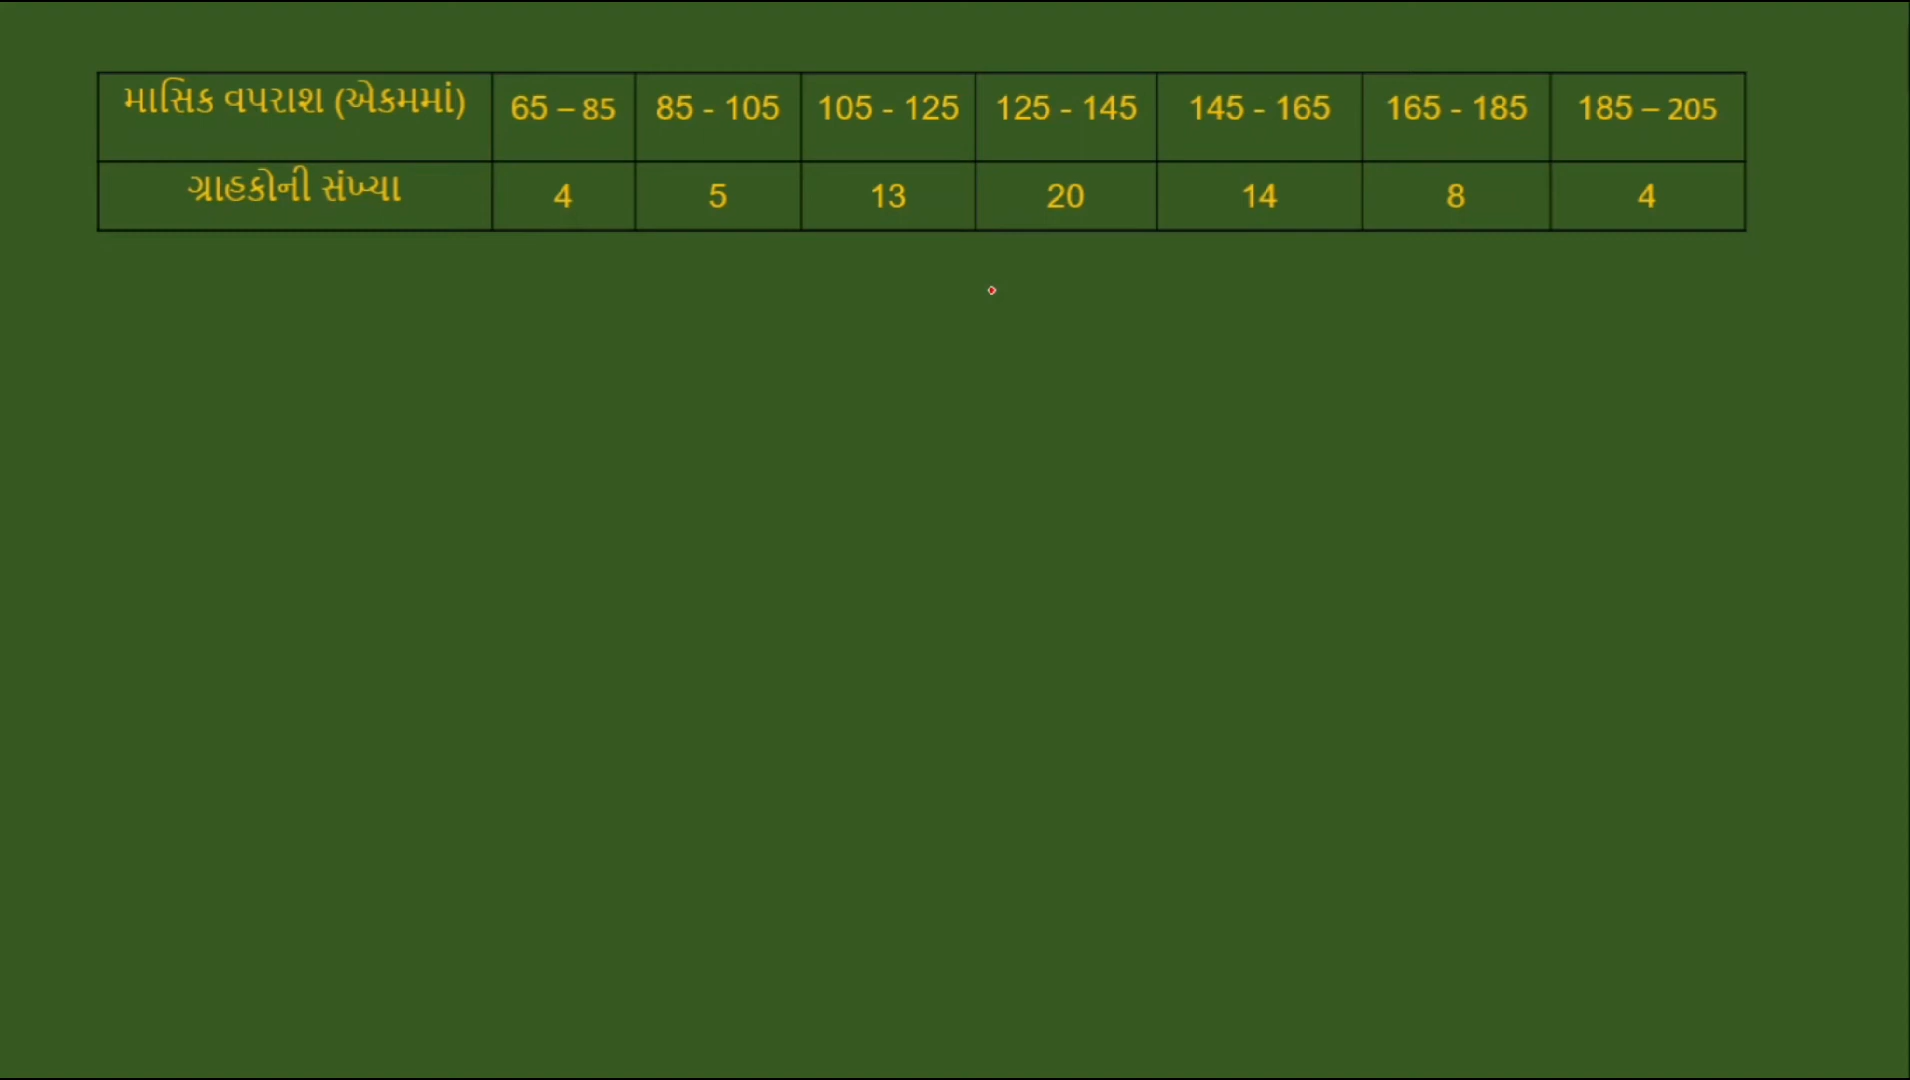 માસિક વપરાશ (એકમમાં) 65 – 85 85 - 105 105 - 125 125 - 145 145 - 165 165 - 185 185 – 205
ગ્રાહકોની સંખ્યા 4 5 13 20 14 8 4